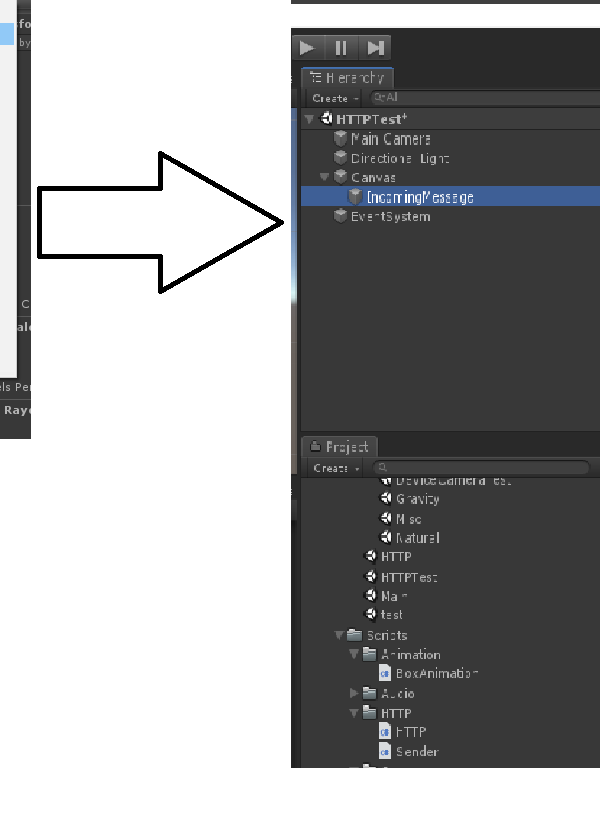 fo
by
C
ale
els Per
Rayc
Hierarchy
Create
All
HTTPTest*
Main Camera
Directional Light
Canvas
IncomingMessage
EventSystem
Project
Create
DeviceCameraTest
Gravity
Misc
Natural
HTTP
HTTPTest
Main
test
Scripts
Animation
BoxAnimation
Audio
HTTP
HTTP
Sender